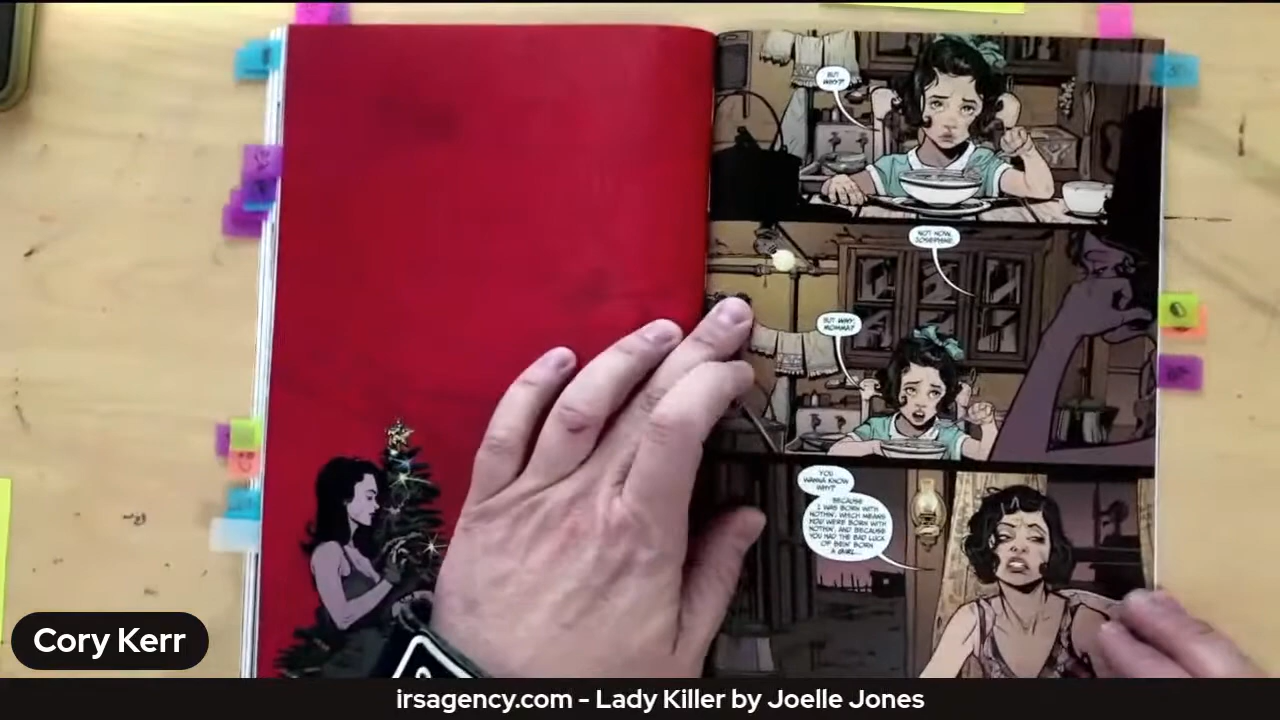 BUT
WHY?
NOT NOW,
JOSEPHINE.
BUT WHY,
MOMMA?
YOU
WANNA KNOW
WHY?
BECAUSE
I WAS BORN WITH
NOTHIN', WHICH MEANS
YOU WERE BORN WITH
NOTHIN', AND BECAUSE
YOU HAD THE BAD LUCK
OF BEIN' BORN
A GIRL...
Cory Kerr
irsagency.com - Lady Killer by Joelle Jones